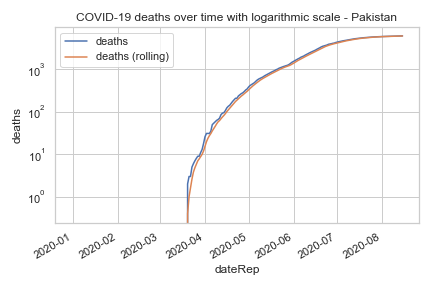 COVID-19 deaths over time with logarithmic scale - Pakistan
deaths
deaths (rolling)
10³
10²
10¹
10⁰
deaths
2020-01
2020-02
2020-03
2020-04
2020-05
2020-06
2020-07
2020-08
dateRep